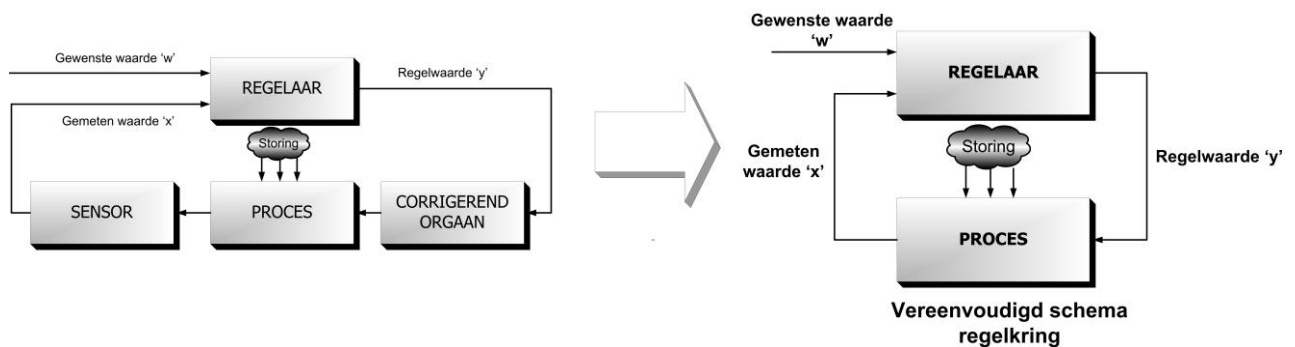 Gewenste waarde ‘w’
REGELAAR
Regelwaarde ‘y’
Gemeten waarde ‘x’
Storing
SENSOR
PROCES
CORRIGEREND
ORGAAN
Gewenste waarde
‘w’
REGELAAR
Gemeten
waarde ‘x’
Storing
Regelwaarde ‘y’
PROCES
Vereenvoudigd schema
regelkring